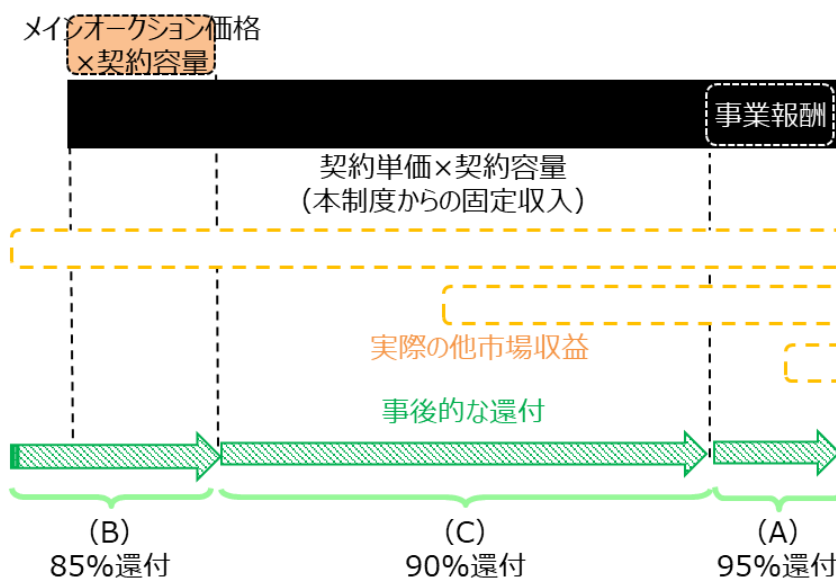 メインオークション価格
×契約容量
事業報酬
契約単価×契約容量
（本制度からの固定収入）
実際の他市場収益
事後的な還付
（B）
85%還付
（C）
90%還付
（A）
95%還付